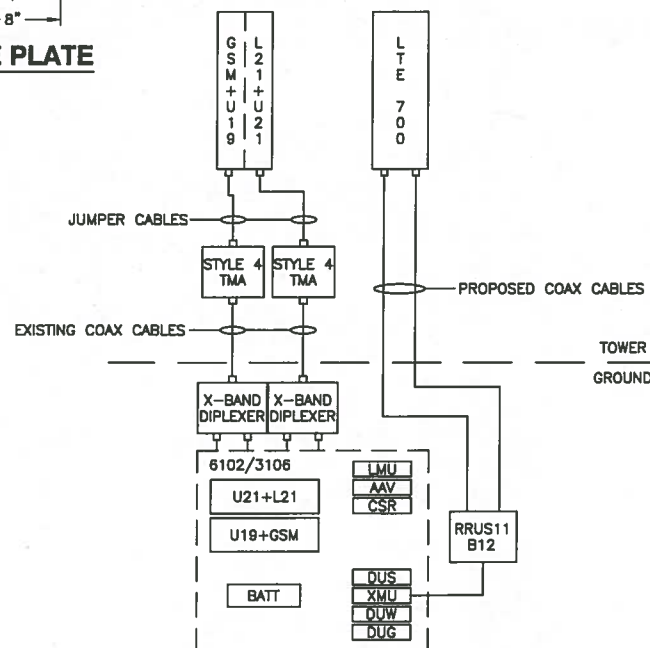 8"
E PLATE
GSM+U19
L21+U21
LTE 700
JUMPER CABLES
STYLE 4
TMA
STYLE 4
TMA
PROPOSED COAX CABLES
EXISTING COAX CABLES
TOWER
GROUND
X-BAND
DIPLEXER
X-BAND
DIPLEXER
6102/3106
U21+L21
U19+GSM
BATT
LMU
AAV
CSR
RRUS11
B12
DUS
XMU
DUW
DUG